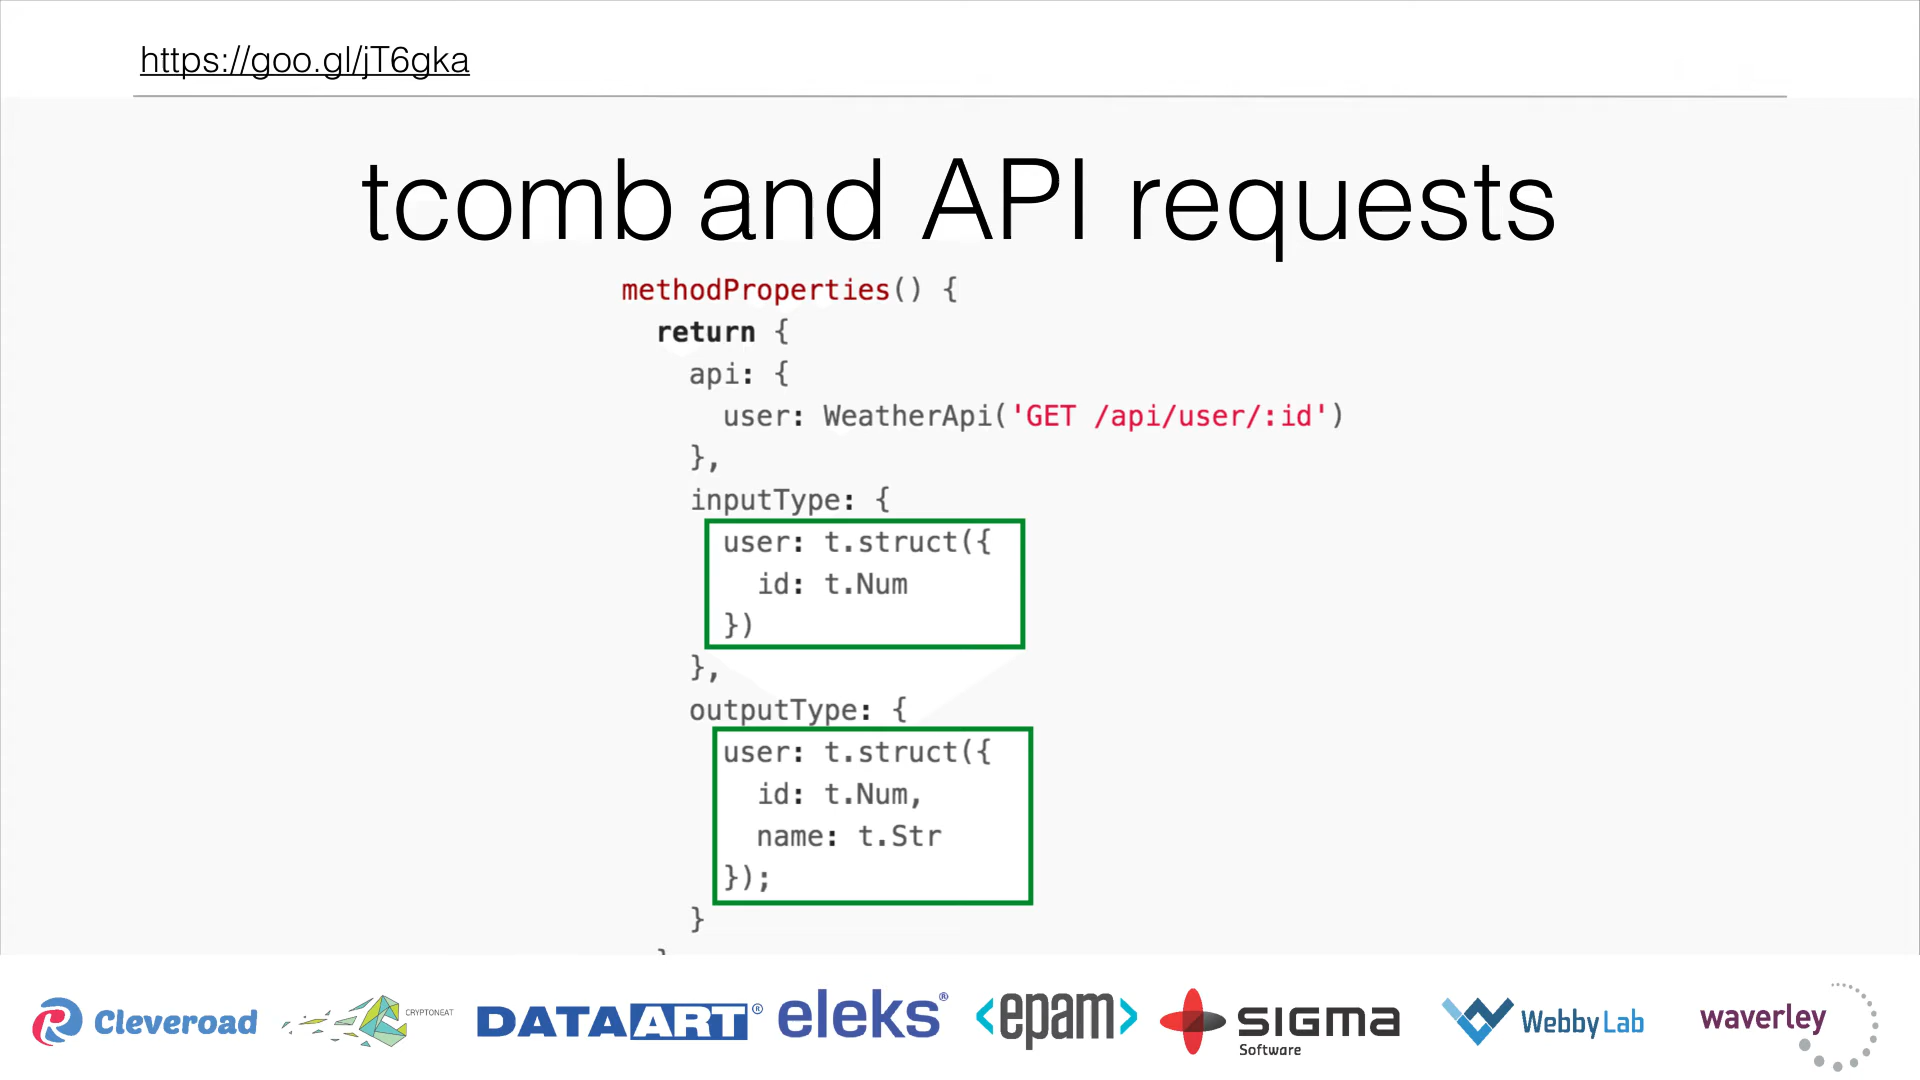 https://goo.gl/jT6gka
tcomb and API requests
methodProperties() {
return {
api: {
user: WeatherApi('GET /api/user/:id')
},
inputType: {
user: t.struct({
id: t.Num
})
},
outputType: {
user: t.struct({
id: t.Num,
name: t.Str
});
}
Cleveroad CRYPTONEAT DATAART® eleks® <epam> SIGMA Software WebbyLab waverley